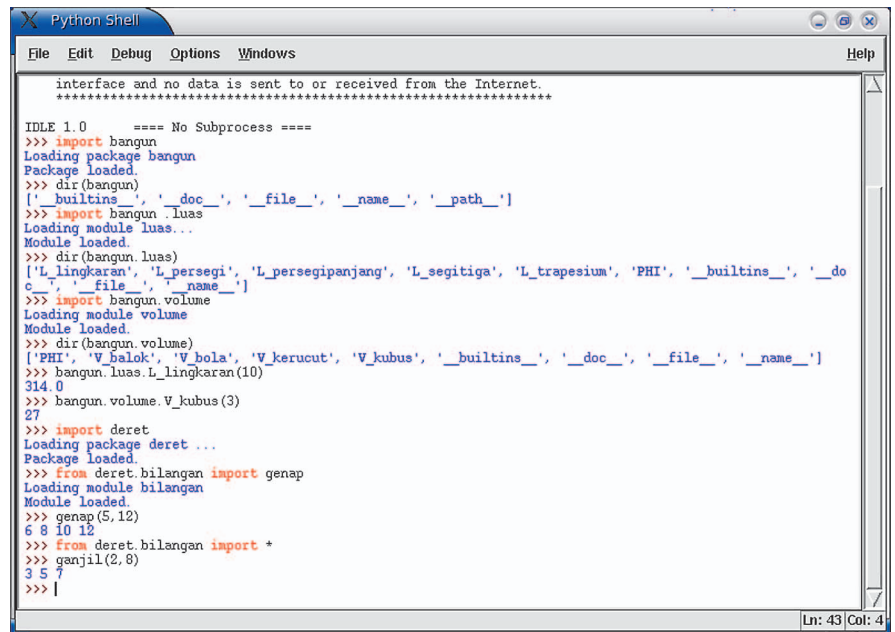 Python Shell
File Edit Debug Options Windows Help
interface and no data is sent to or received from the Internet.
****************************************************************
IDLE 1.0 ==== No Subprocess ====
>>> import bangun
Loading package bangun
Package loaded.
>>> dir(bangun)
['__builtins__', '__doc__', '__file__', '__name__', '__path__']
>>> import bangun .luas
Loading module luas...
Module loaded.
>>> dir(bangun.luas)
['L_lingkaran', 'L_persegi', 'L_persegipanjang', 'L_segitiga', 'L_trapesium', 'PHI', '__builtins__', '__do
c__', '__file__', '__name__']
>>> import bangun.volume
Loading module volume
Module loaded.
>>> dir(bangun.volume)
['PHI', 'V_balok', 'V_bola', 'V_kerucut', 'V_kubus', '__builtins__', '__doc__', '__file__', '__name__']
>>> bangun.luas.L_lingkaran(10)
314.0
>>> bangun.volume.V_kubus(3)
27
>>> import deret
Loading package deret ...
Package loaded.
>>> from deret.bilangan import genap
Loading module bilangan
Module loaded.
>>> genap(5,12)
6 8 10 12
>>> from deret.bilangan import *
>>> ganjil(2,8)
3 5 7
>>>
Ln: 43 Col: 4